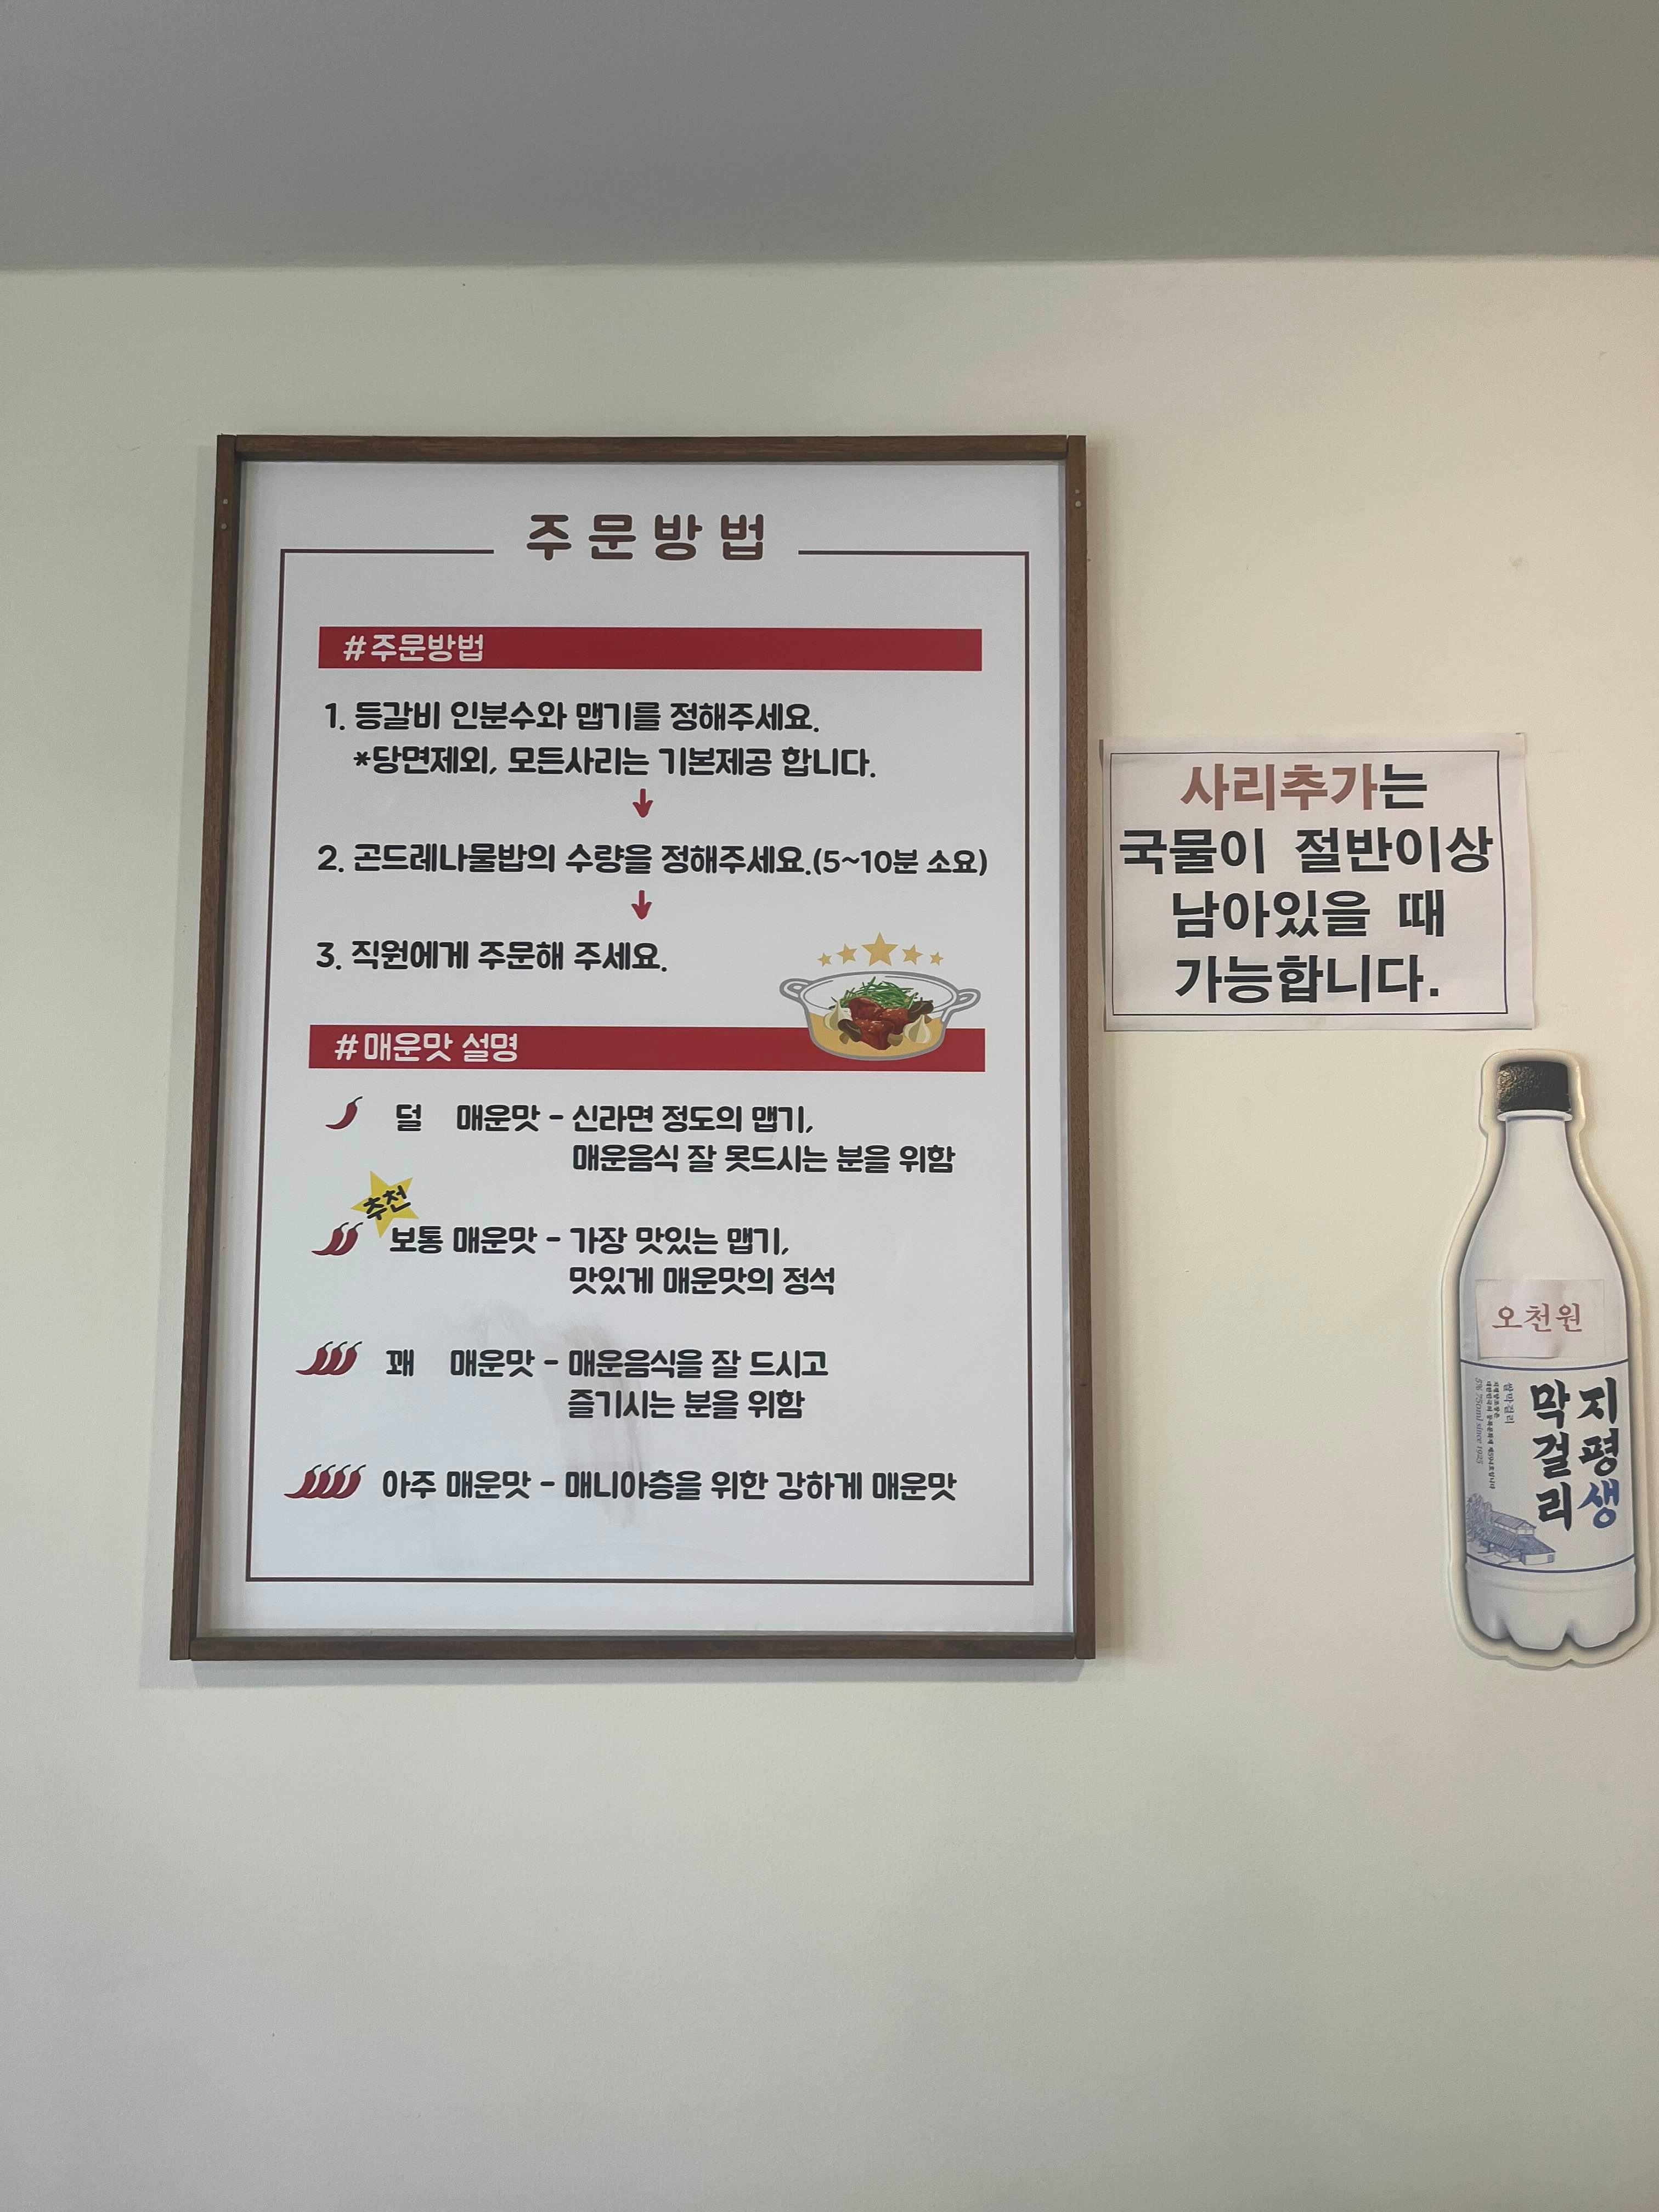 주문방법
#주문방법
1. 등갈비 인분수와 맵기를 정해주세요.
*당면제외, 모든사리는 기본제공 합니다.
2. 곤드레나물밥의 수량을 정해주세요.(5~10분 소요)
3. 직원에게 주문해 주세요.
#매운맛 설명
덜 매운맛 - 신라면 정도의 맵기,
매운음식 잘 못드시는 분을 위함
추천
보통 매운맛 - 가장 맛있는 맵기,
맛있게 매운맛의 정석
꽤 매운맛 - 매운음식을 잘 드시고
즐기시는 분을 위함
아주 매운맛 - 매니아층을 위한 강하게 매운맛
사리추가는
국물이 절반이상
남아있을 때
가능합니다.
오천원
지평생
막걸리
쌀막걸리
5% 750ml since 1925